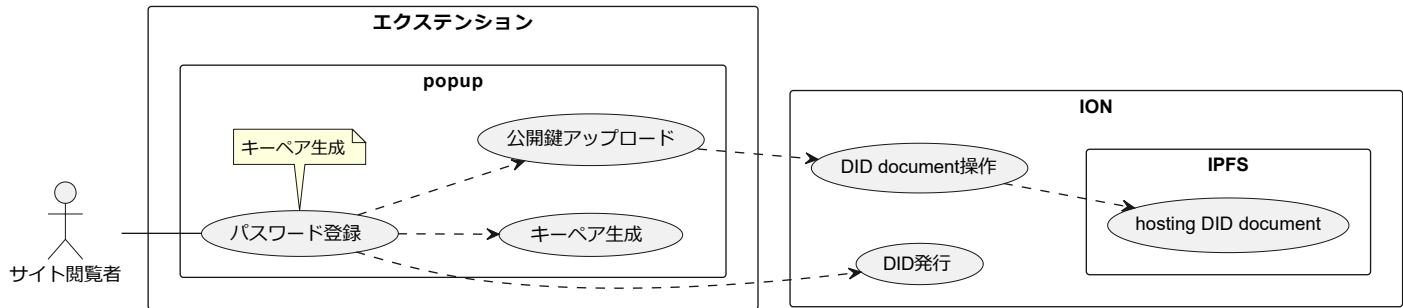 エクステンション
popup
キーペア生成
公開鍵アップロード
パスワード登録
キーペア生成
サイト閲覧者
ION
DID document操作
DID発行
IPFS
hosting DID document